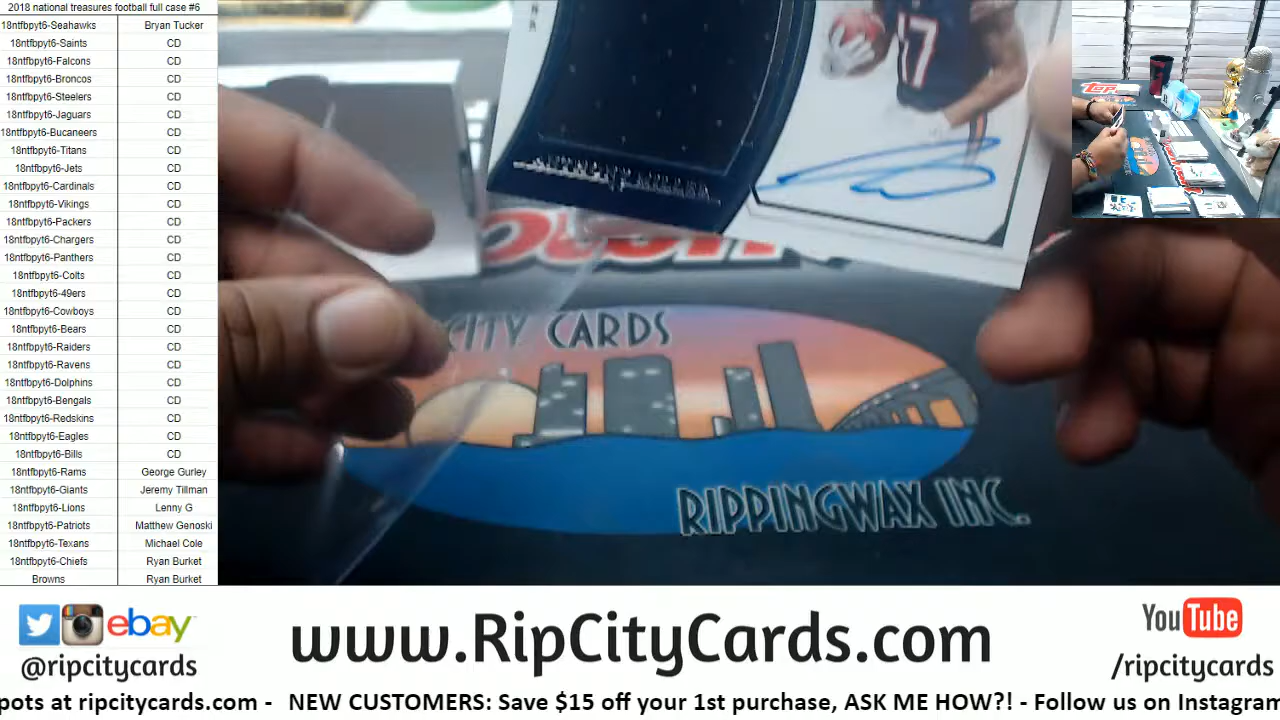 2018 national treasures football full case #6
18ntfbpyt6-Seahawks Bryan Tucker
18ntfbpyt6-Saints CD
18ntfbpyt6-Falcons CD
18ntfbpyt6-Broncos CD
18ntfbpyt6-Steelers CD
18ntfbpyt6-Jaguars CD
18ntfbpyt6-Bucaneers CD
18ntfbpyt6-Titans CD
18ntfbpyt6-Jets CD
18ntfbpyt6-Cardinals CD
18ntfbpyt6-Vikings CD
18ntfbpyt6-Packers CD
18ntfbpyt6-Chargers CD
18ntfbpyt6-Panthers CD
18ntfbpyt6-Colts CD
18ntfbpyt6-49ers CD
18ntfbpyt6-Cowboys CD
18ntfbpyt6-Bears CD
18ntfbpyt6-Raiders CD
18ntfbpyt6-Ravens CD
18ntfbpyt6-Dolphins CD
18ntfbpyt6-Bengals CD
18ntfbpyt6-Redskins CD
18ntfbpyt6-Eagles CD
18ntfbpyt6-Bills CD
18ntfbpyt6-Rams George Gurley
18ntfbpyt6-Giants Jeremy Tillman
18ntfbpyt6-Lions Lenny G
18ntfbpyt6-Patriots Matthew Genoski
18ntfbpyt6-Texans Michael Cole
18ntfbpyt6-Chiefs Ryan Burket
Browns Ryan Burket
17
CITY CARDS
RIPPINGWAX INC.
ebay
@ripcitycards
www.RipCityCards.com
YouTube
/ripcitycards
pots at ripcitycards.com - NEW CUSTOMERS: Save $15 off your 1st purchase, ASK ME HOW?! - Follow us on Instagran